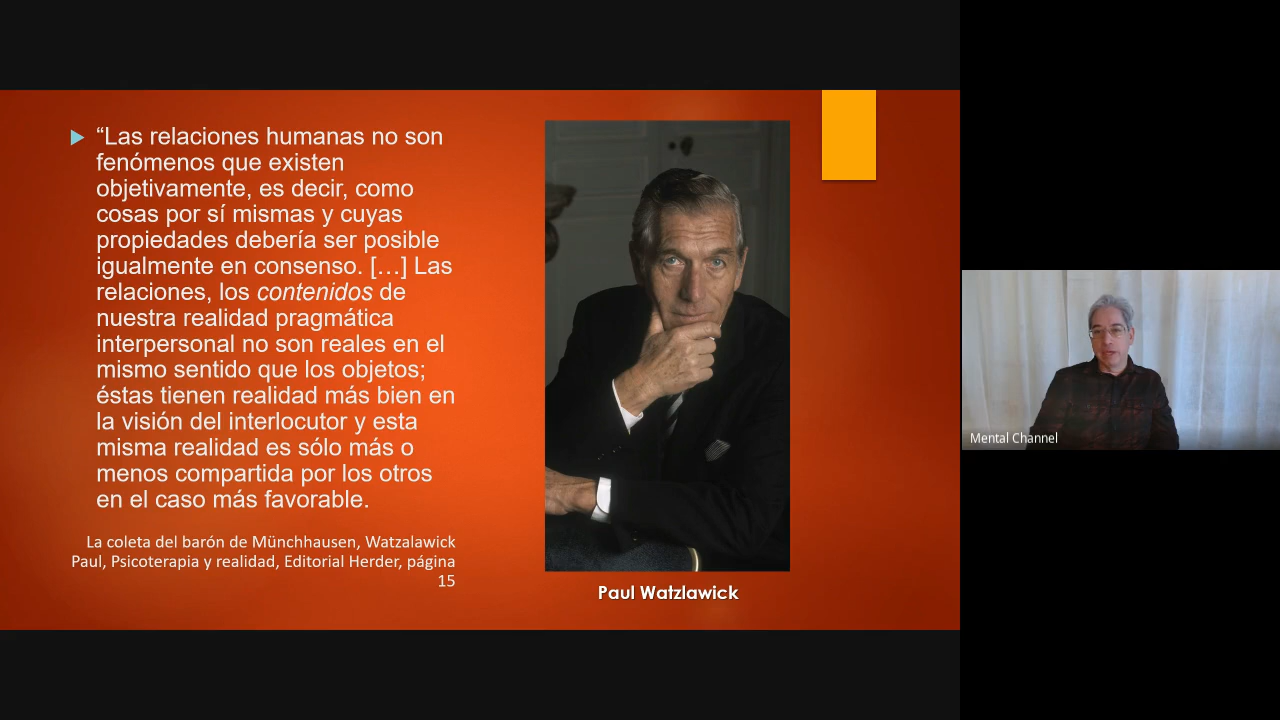 “Las relaciones humanas no son
fenómenos que existen
objetivamente, es decir, como
cosas por sí mismas y cuyas
propiedades debería ser posible
igualmente en consenso. […] Las
relaciones, los contenidos de
nuestra realidad pragmática
interpersonal no son reales en el
mismo sentido que los objetos;
éstas tienen realidad más bien en
la visión del interlocutor y esta
misma realidad es sólo más o
menos compartida por los otros
en el caso más favorable.
La coleta del barón de Münchhausen, Watzalawick
Paul, Psicoterapia y realidad, Editorial Herder, página
15
Paul Watzlawick
Mental Channel